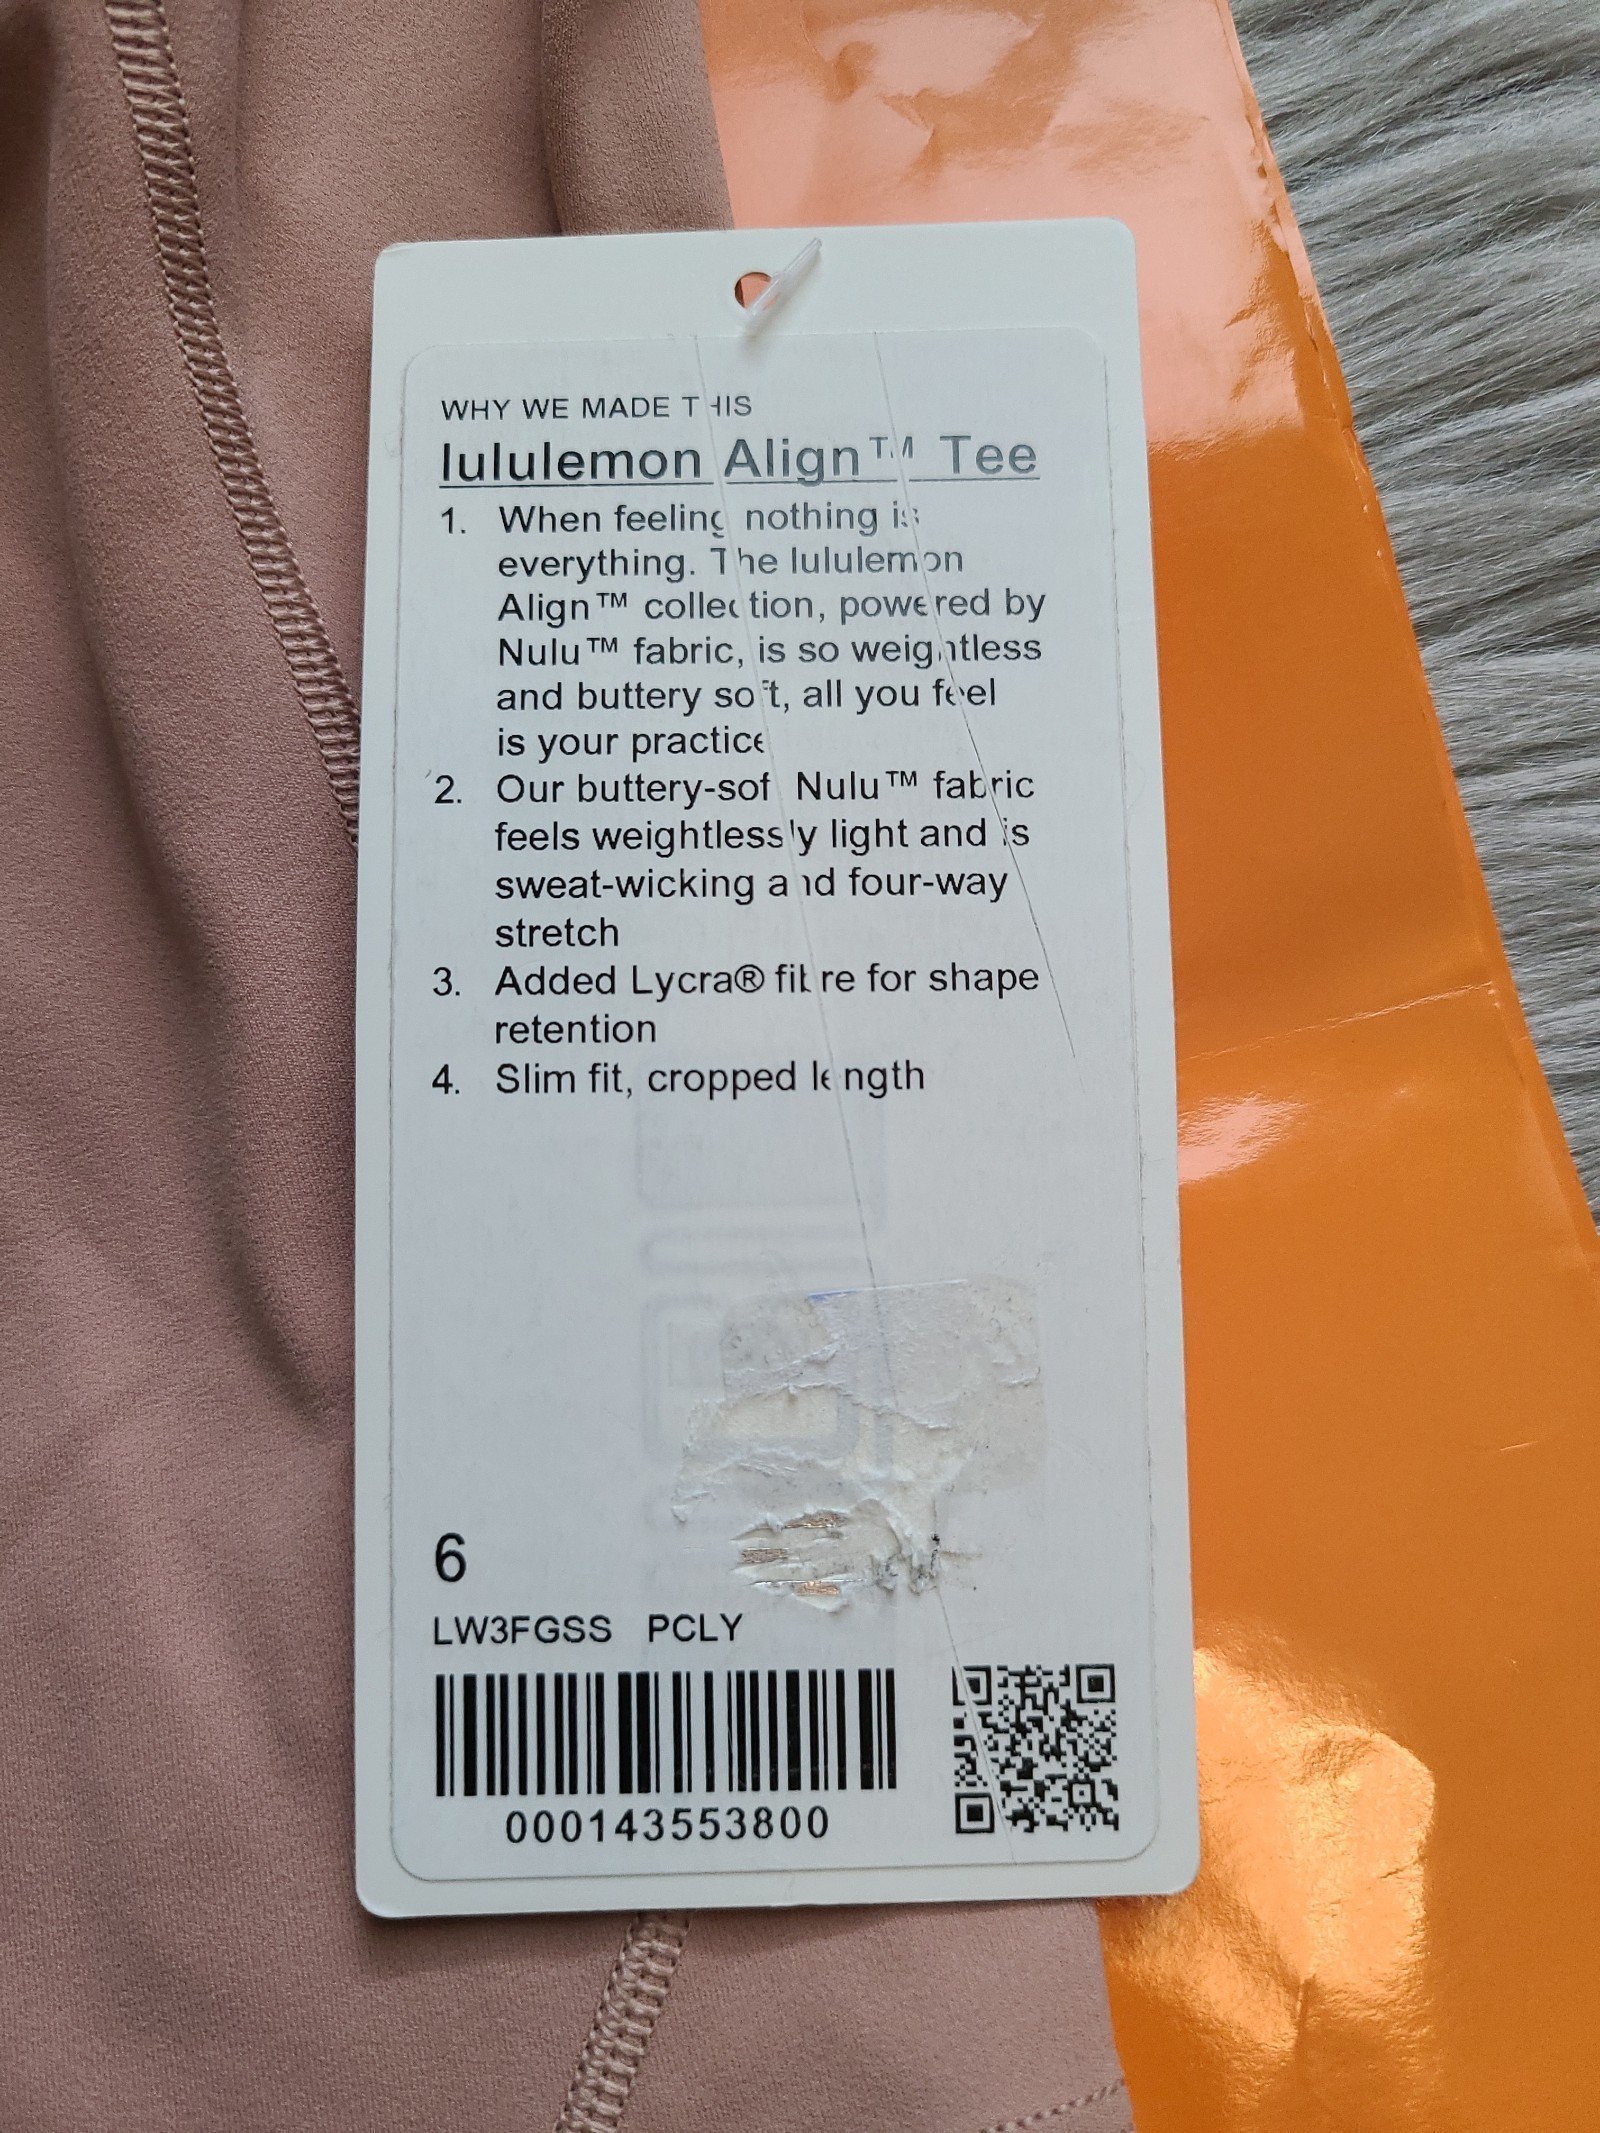 WHY WE MADE THIS
lululemon Align™ Tee
1. When feeling nothing is
everything. The lululemon
Align™ collection, powered by
Nulu™ fabric, is so weightless
and buttery soft, all you feel
is your practice
2. Our buttery-soft Nulu™ fabric
feels weightlessly light and is
sweat-wicking and four-way
stretch
3. Added Lycra® fibre for shape
retention
4. Slim fit, cropped length
6
LW3FGSS PCLY
000143553800